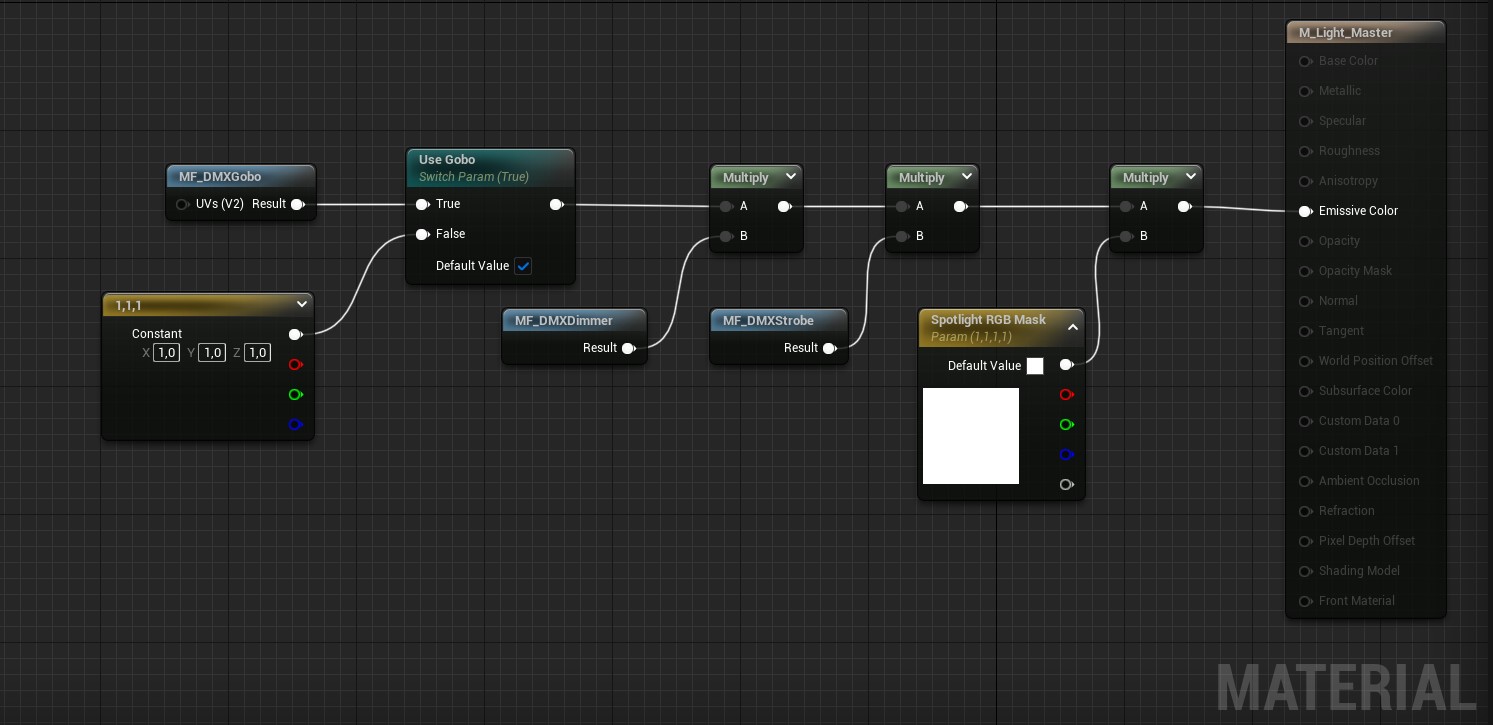 M_Light_Master
Base Color
Metallic
Specular
Roughness
Anisotropy
Emissive Color
Opacity
Opacity Mask
Normal
Tangent
World Position Offset
Subsurface Color
Custom Data 0
Custom Data 1
Ambient Occlusion
Refraction
Pixel Depth Offset
Shading Model
Front Material
MF_DMXGobo
UVs (V2) Result
Use Gobo
Switch Param (True)
True
False
Default Value
1,1,1
Constant
X 1,0 Y 1,0 Z 1,0
Multiply
A
B
Multiply
A
B
Multiply
A
B
MF_DMXDimmer
Result
MF_DMXStrobe
Result
Spotlight RGB Mask
Param (1,1,1,1)
Default Value
MATERIAL